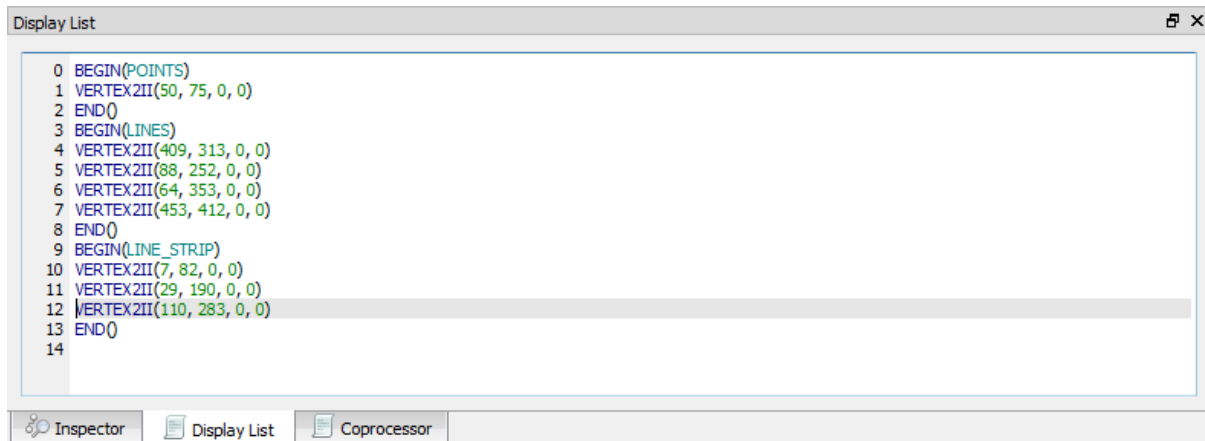 Display List
0 BEGIN(POINTS)
1 VERTEX2II(50, 75, 0, 0)
2 END()
3 BEGIN(LINES)
4 VERTEX2II(409, 313, 0, 0)
5 VERTEX2II(88, 252, 0, 0)
6 VERTEX2II(64, 353, 0, 0)
7 VERTEX2II(453, 412, 0, 0)
8 END()
9 BEGIN(LINE_STRIP)
10 VERTEX2II(7, 82, 0, 0)
11 VERTEX2II(29, 190, 0, 0)
12 VERTEX2II(110, 283, 0, 0)
13 END()
14
Inspector Display List Coprocessor